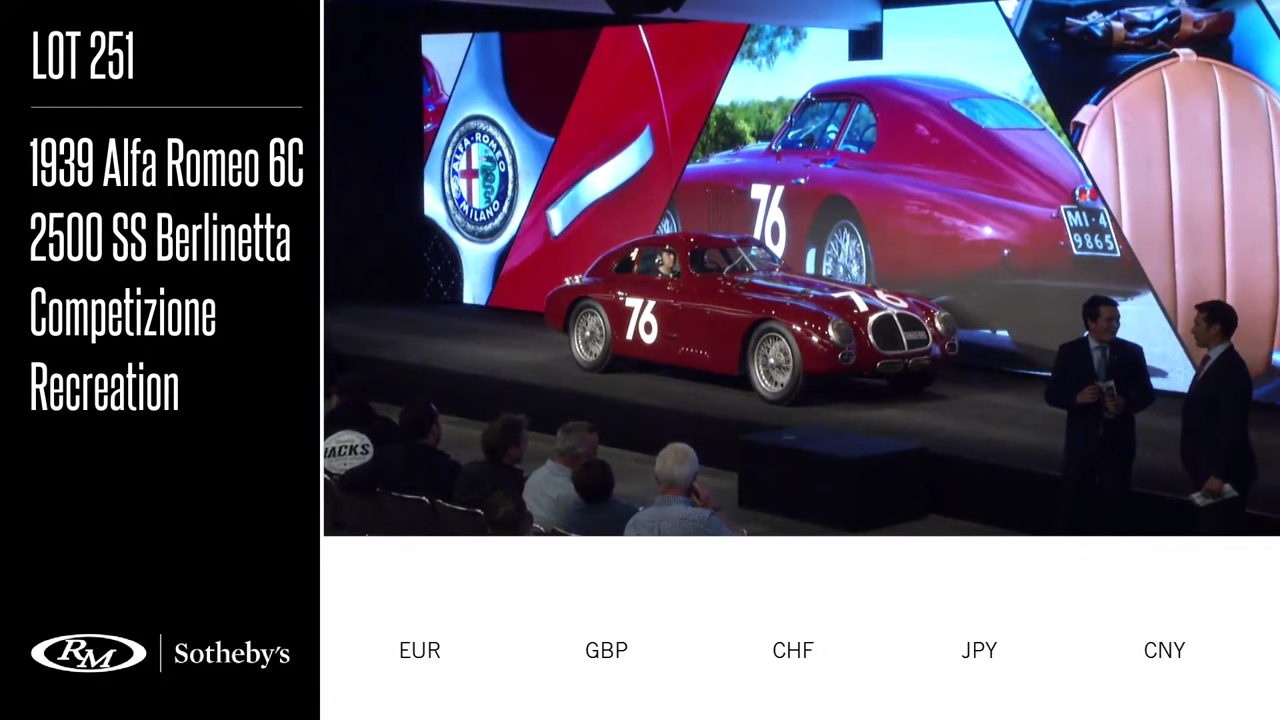 LOT 251
1939 Alfa Romeo 6C
2500 SS Berlinetta
Competizione
Recreation
RM
Sotheby's
ALFA-ROMEO
MILANO
76
MI·4
9865
76
76
EUR
GBP
CHF
JPY
CNY